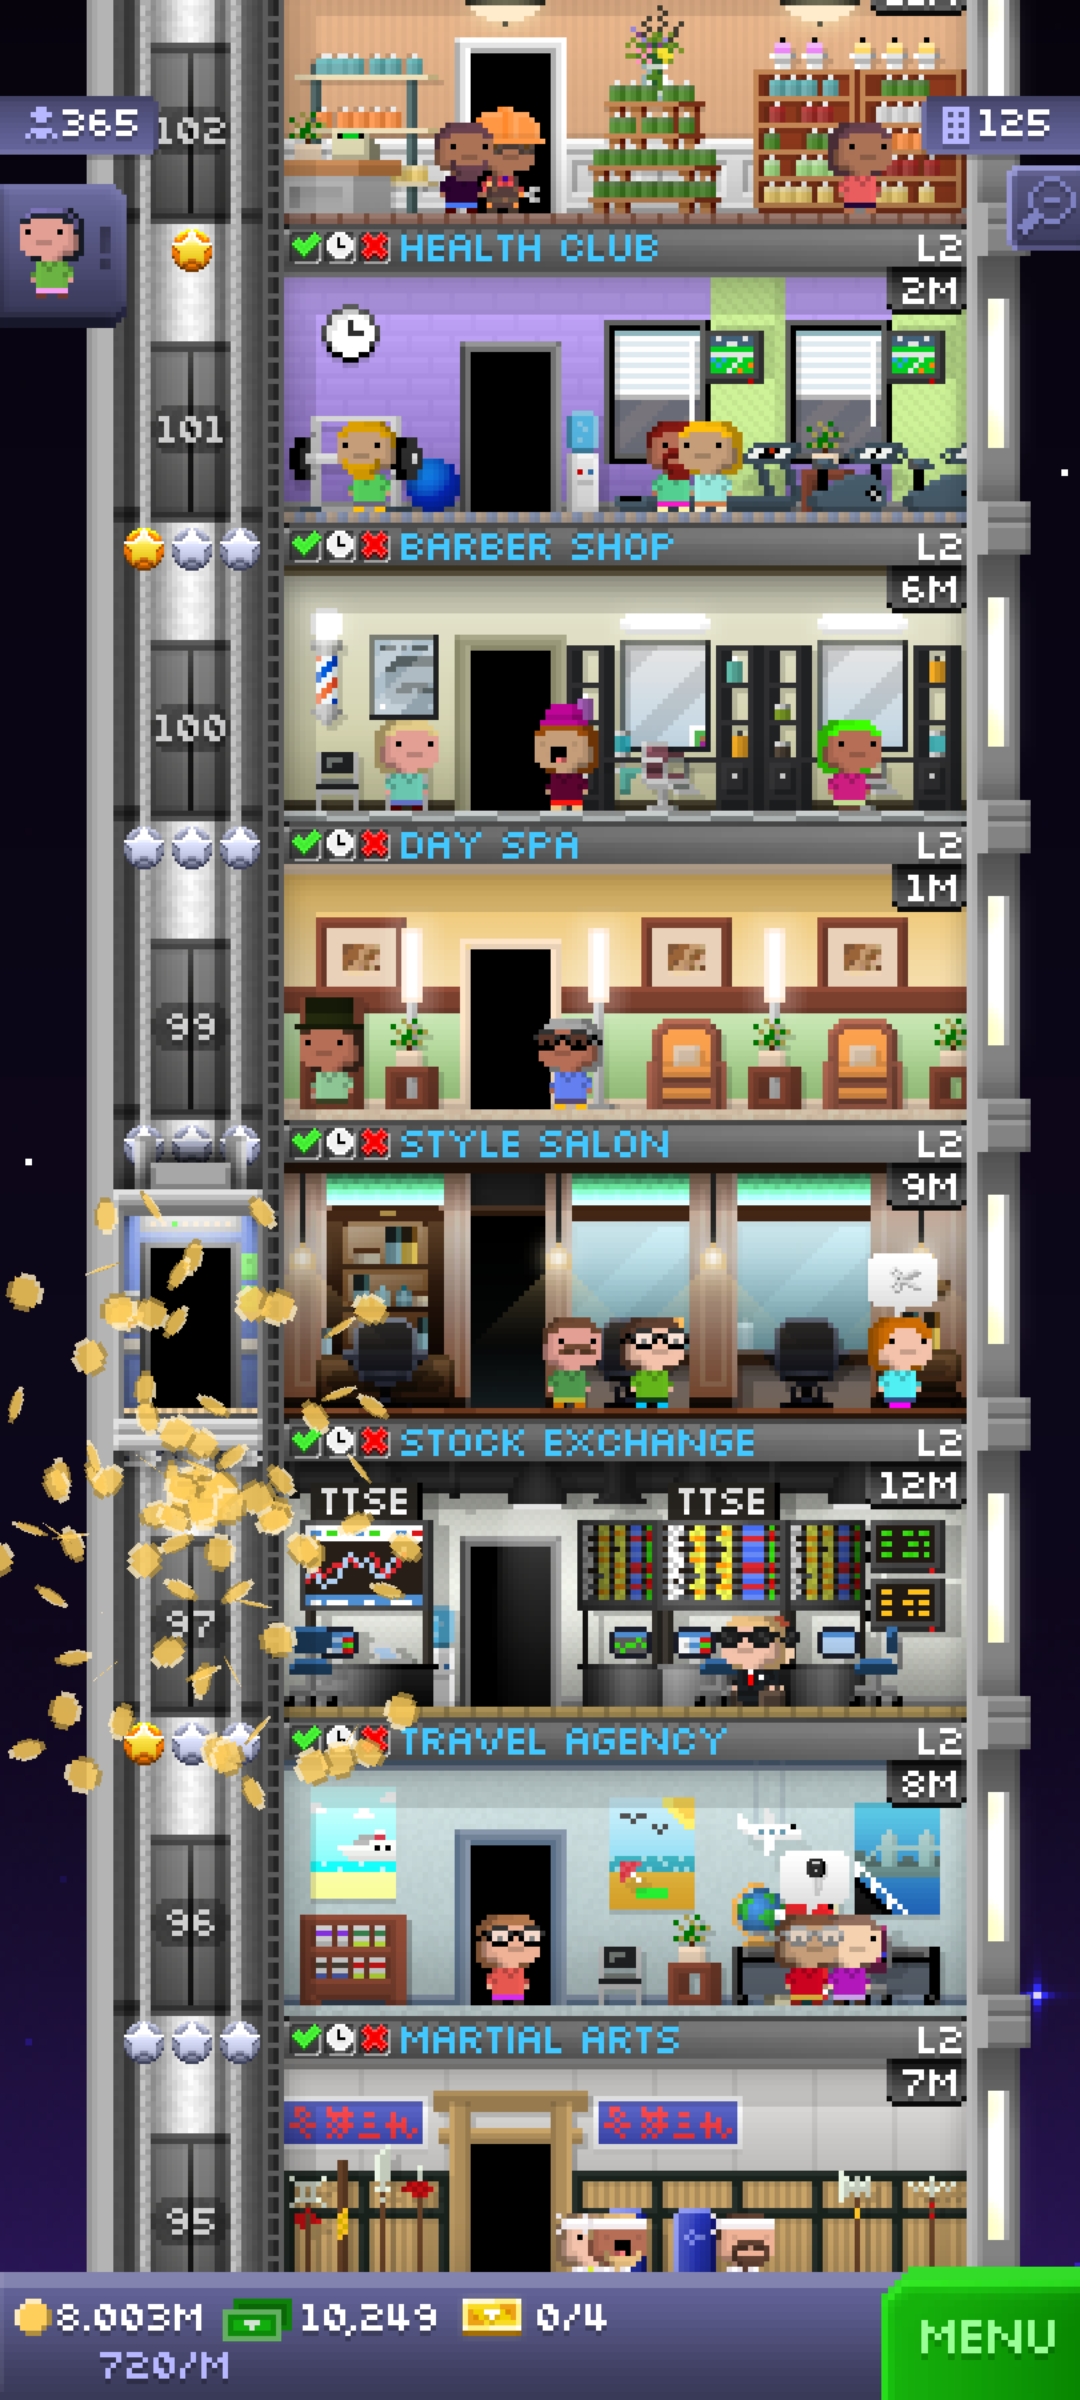 365
102
125
HEALTH CLUB L2
2M
101
BARBER SHOP L2
6M
100
DAY SPA L2
1M
99
STYLE SALON L2
9M
STOCK EXCHANGE L2
12M
TTSE TTSE
97
TRAVEL AGENCY L2
8M
96
MARTIAL ARTS L2
7M
95
8.003M 10,249 0/4
720/M
MENU